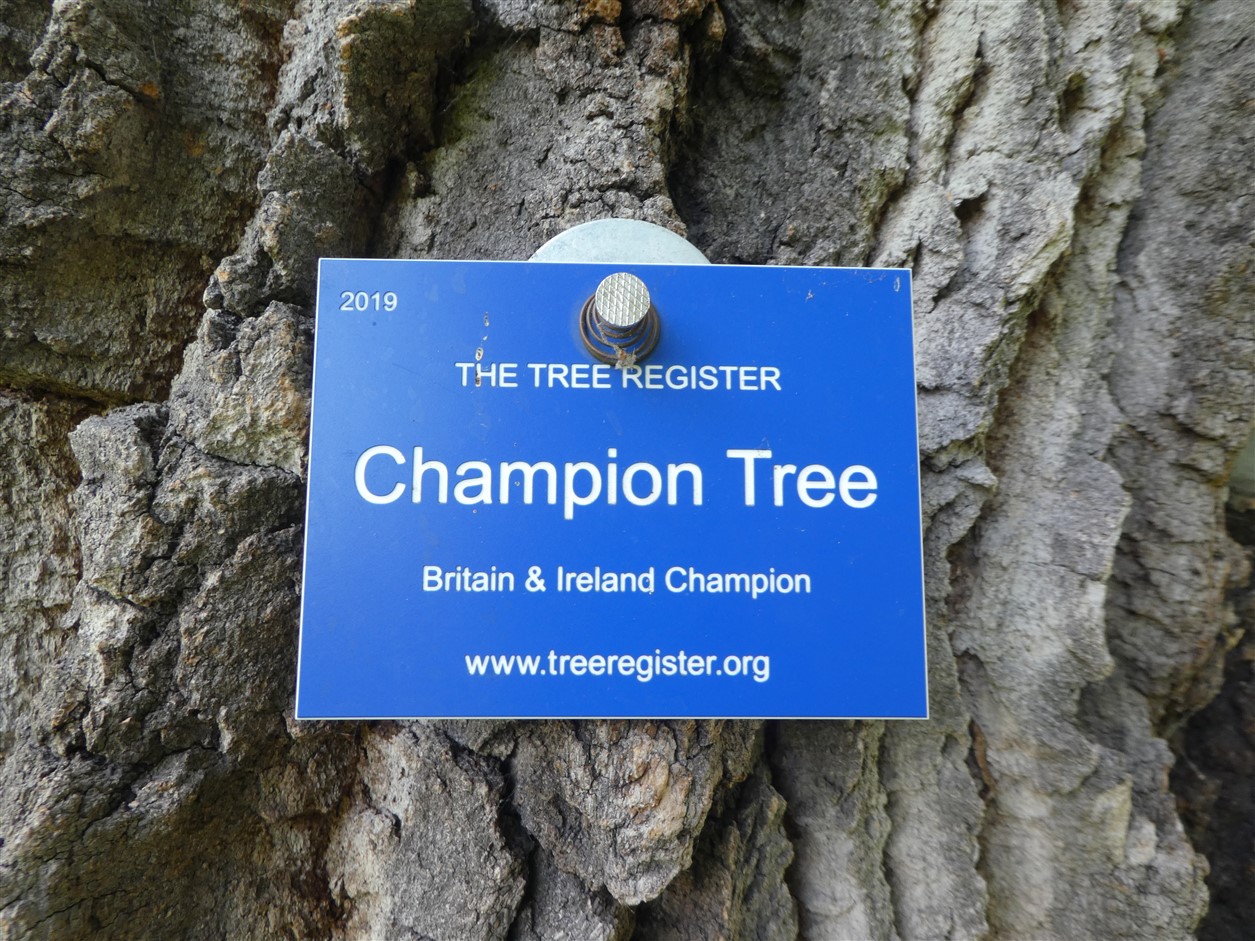 2019
THE TREE REGISTER
Champion Tree
Britain & Ireland Champion
www.treeregister.org